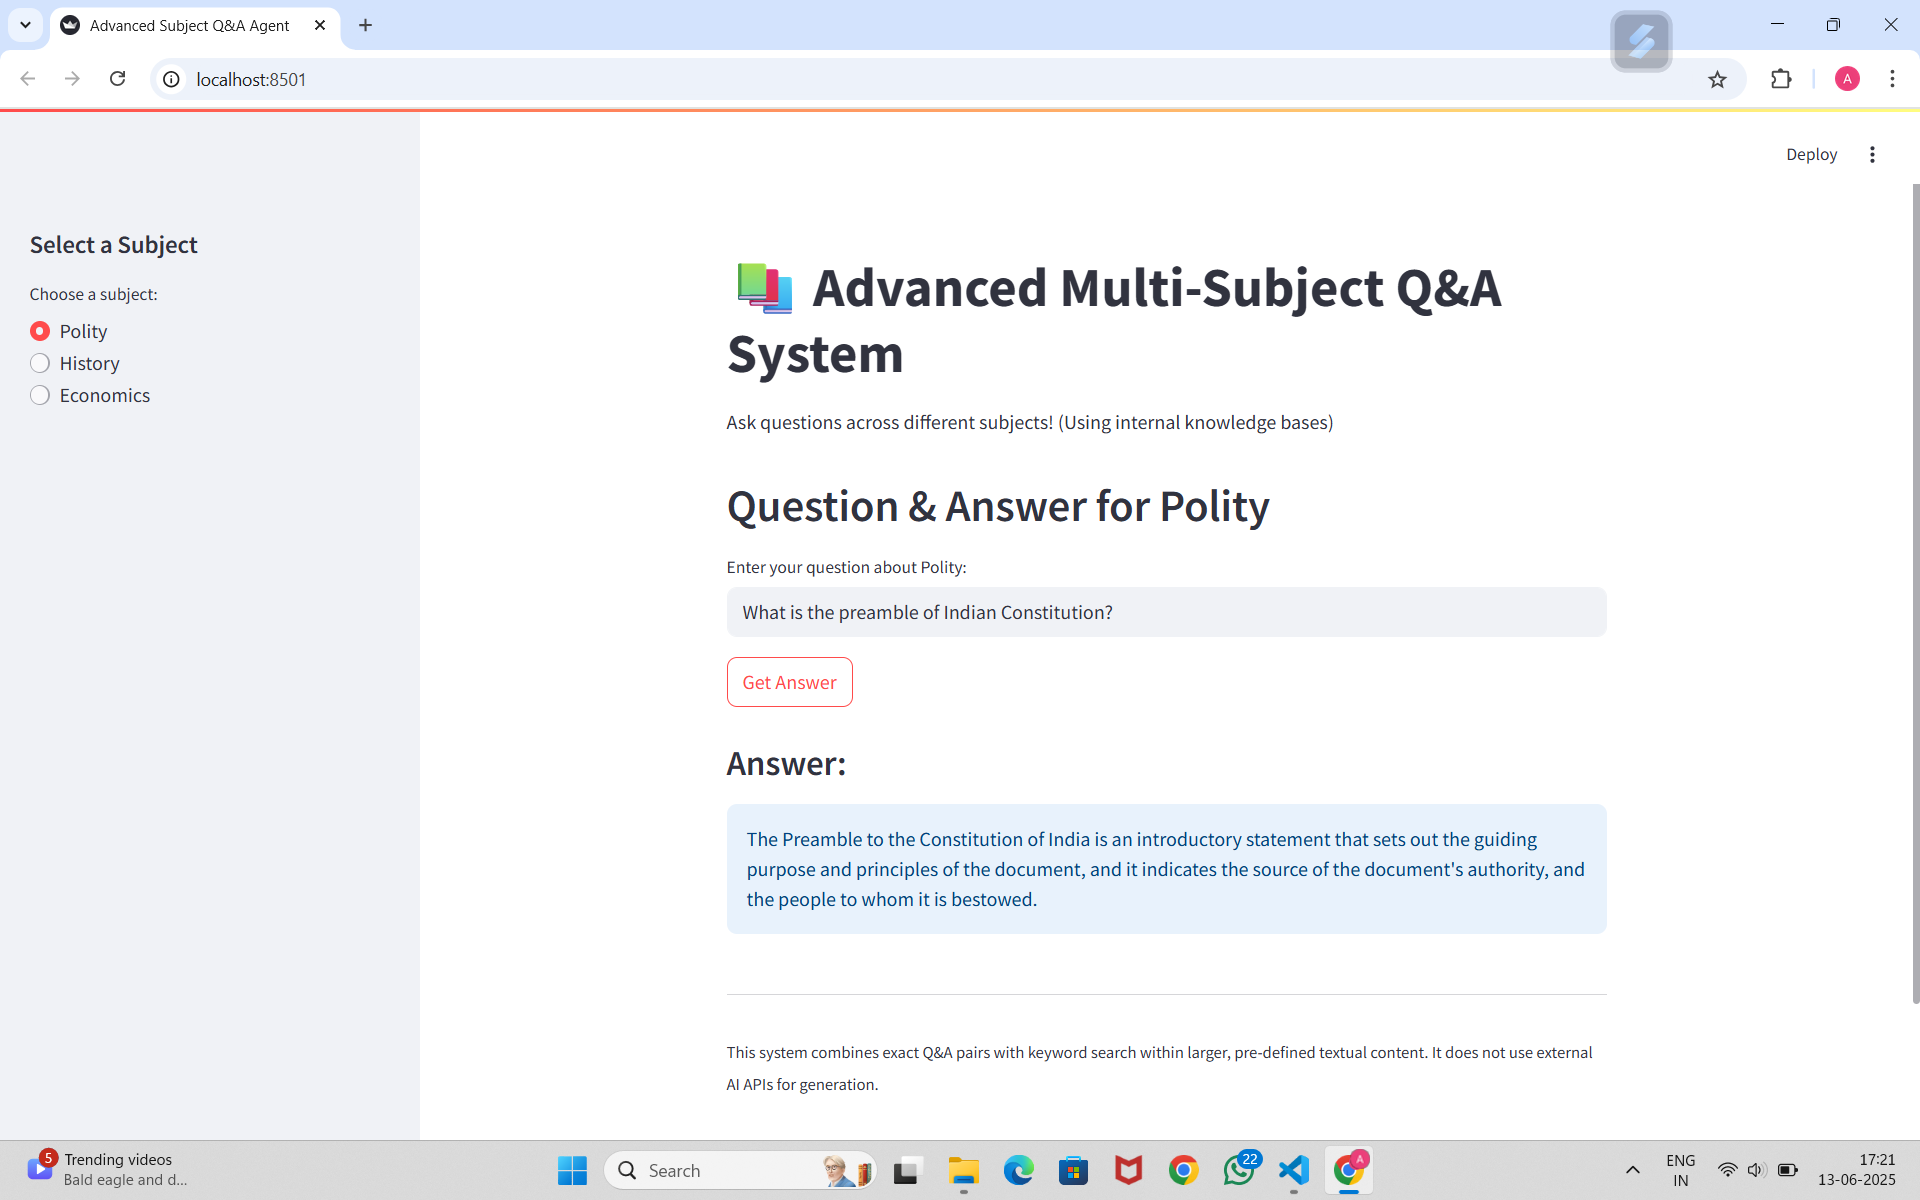 Advanced Subject Q&A Agent
localhost:8501
A
Deploy
Select a Subject
Choose a subject:
Polity
History
Economics
Advanced Multi-Subject Q&A
System
Ask questions across different subjects! (Using internal knowledge bases)
Question & Answer for Polity
Enter your question about Polity:
What is the preamble of Indian Constitution?
Get Answer
Answer:
The Preamble to the Constitution of India is an introductory statement that sets out the guiding
purpose and principles of the document, and it indicates the source of the document's authority, and
the people to whom it is bestowed.
This system combines exact Q&A pairs with keyword search within larger, pre-defined textual content. It does not use external
AI APIs for generation.
5
Trending videos
Bald eagle and d...
Search
22
A
ENG
IN
17:21
13-06-2025